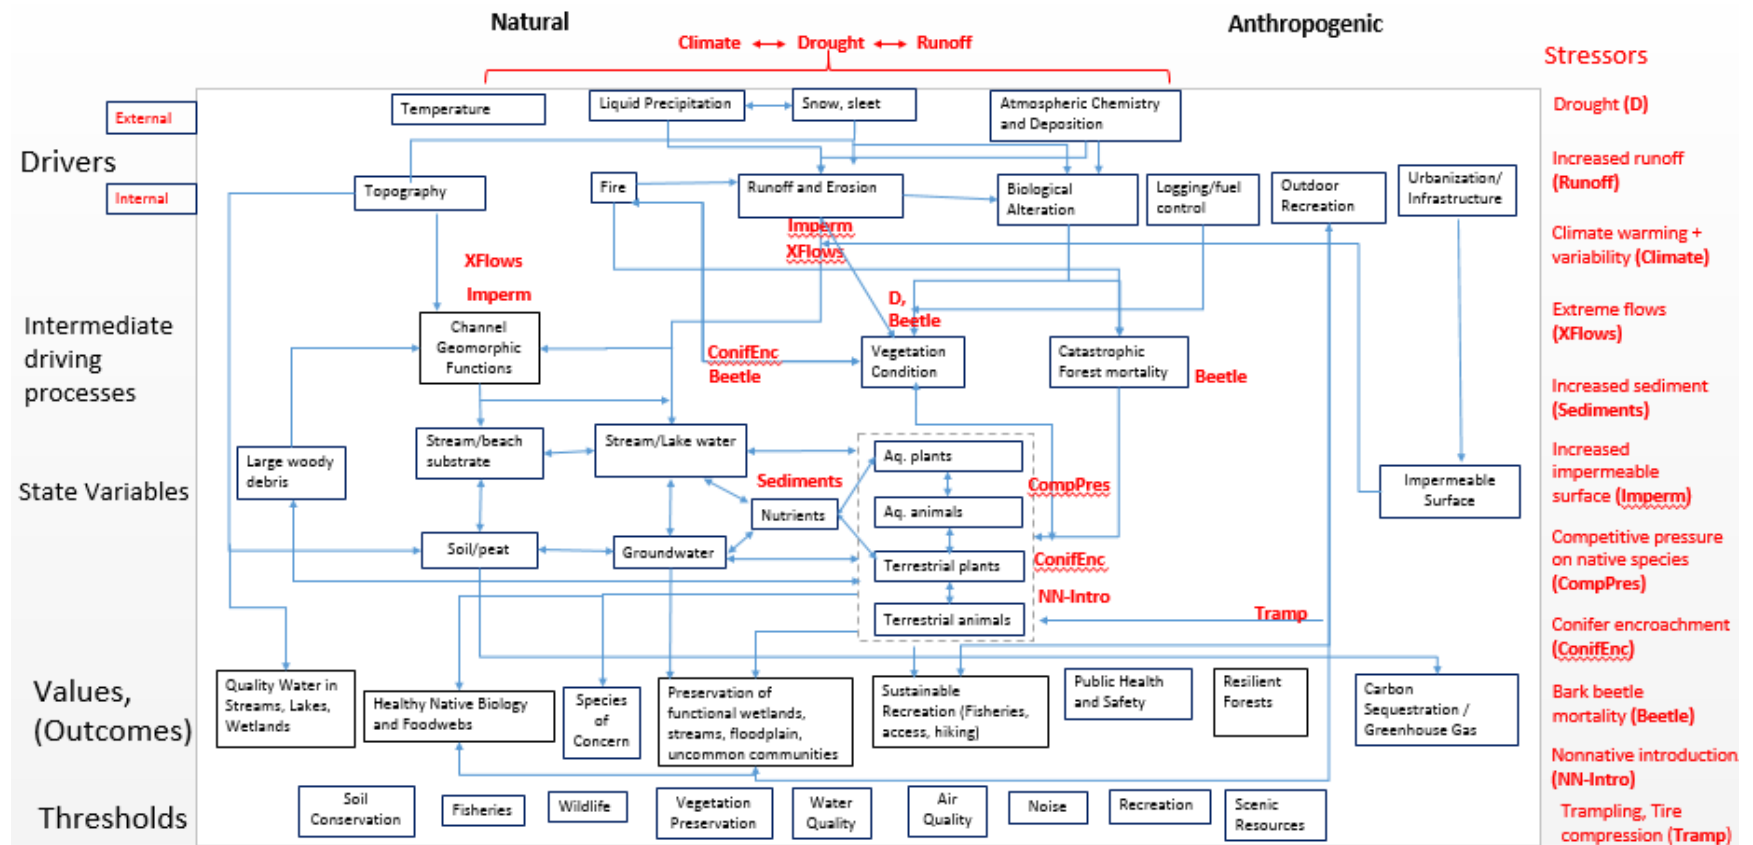 Natural
Anthropogenic
Climate
Drought
Runoff
Stressors
External
Temperature
Liquid Precipitation
Snow, sleet
Atmospheric Chemistry
and Deposition
Drought (D)
Drivers
Increased runoff
(Runoff)
Internal
Topography
Fire
Runoff and Erosion
Biological
Alteration
Logging/fuel
control
Outdoor
Recreation
Urbanization/
Infrastructure
Imperm
XFlows
Climate warming +
variability (Climate)
XFlows
Imperm
D,
Beetle
Extreme flows
(XFlows)
Intermediate
driving
processes
Channel
Geomorphic
Functions
ConifEnc
Beetle
Vegetation
Condition
Catastrophic
Forest mortality
Beetle
Increased sediment
(Sediments)
State Variables
Large woody
debris
Stream/beach
substrate
Stream/Lake water
Sediments
Nutrients
Aq. plants
CompPres
Aq. animals
Impermeable
Surface
Increased
impermeable
surface (Imperm)
Soil/peat
Groundwater
Terrestrial plants
ConifEnc
NN-Intro
Terrestrial animals
Tramp
Competitive pressure
on native species
(CompPres)
Conifer encroachment
(ConifEnc)
Values,
(Outcomes)
Quality Water in
Streams, Lakes,
Wetlands
Healthy Native Biology
and Foodwebs
Species
of
Concern
Preservation of
functional wetlands,
streams, floodplain,
uncommon communities
Sustainable
Recreation (Fisheries,
access, hiking)
Public Health
and Safety
Resilient
Forests
Carbon
Sequestration /
Greenhouse Gas
Bark beetle
mortality (Beetle)
Nonnative introduction
(NN-Intro)
Thresholds
Soil
Conservation
Fisheries
Wildlife
Vegetation
Preservation
Water
Quality
Air
Quality
Noise
Recreation
Scenic
Resources
Trampling, Tire
compression (Tramp)